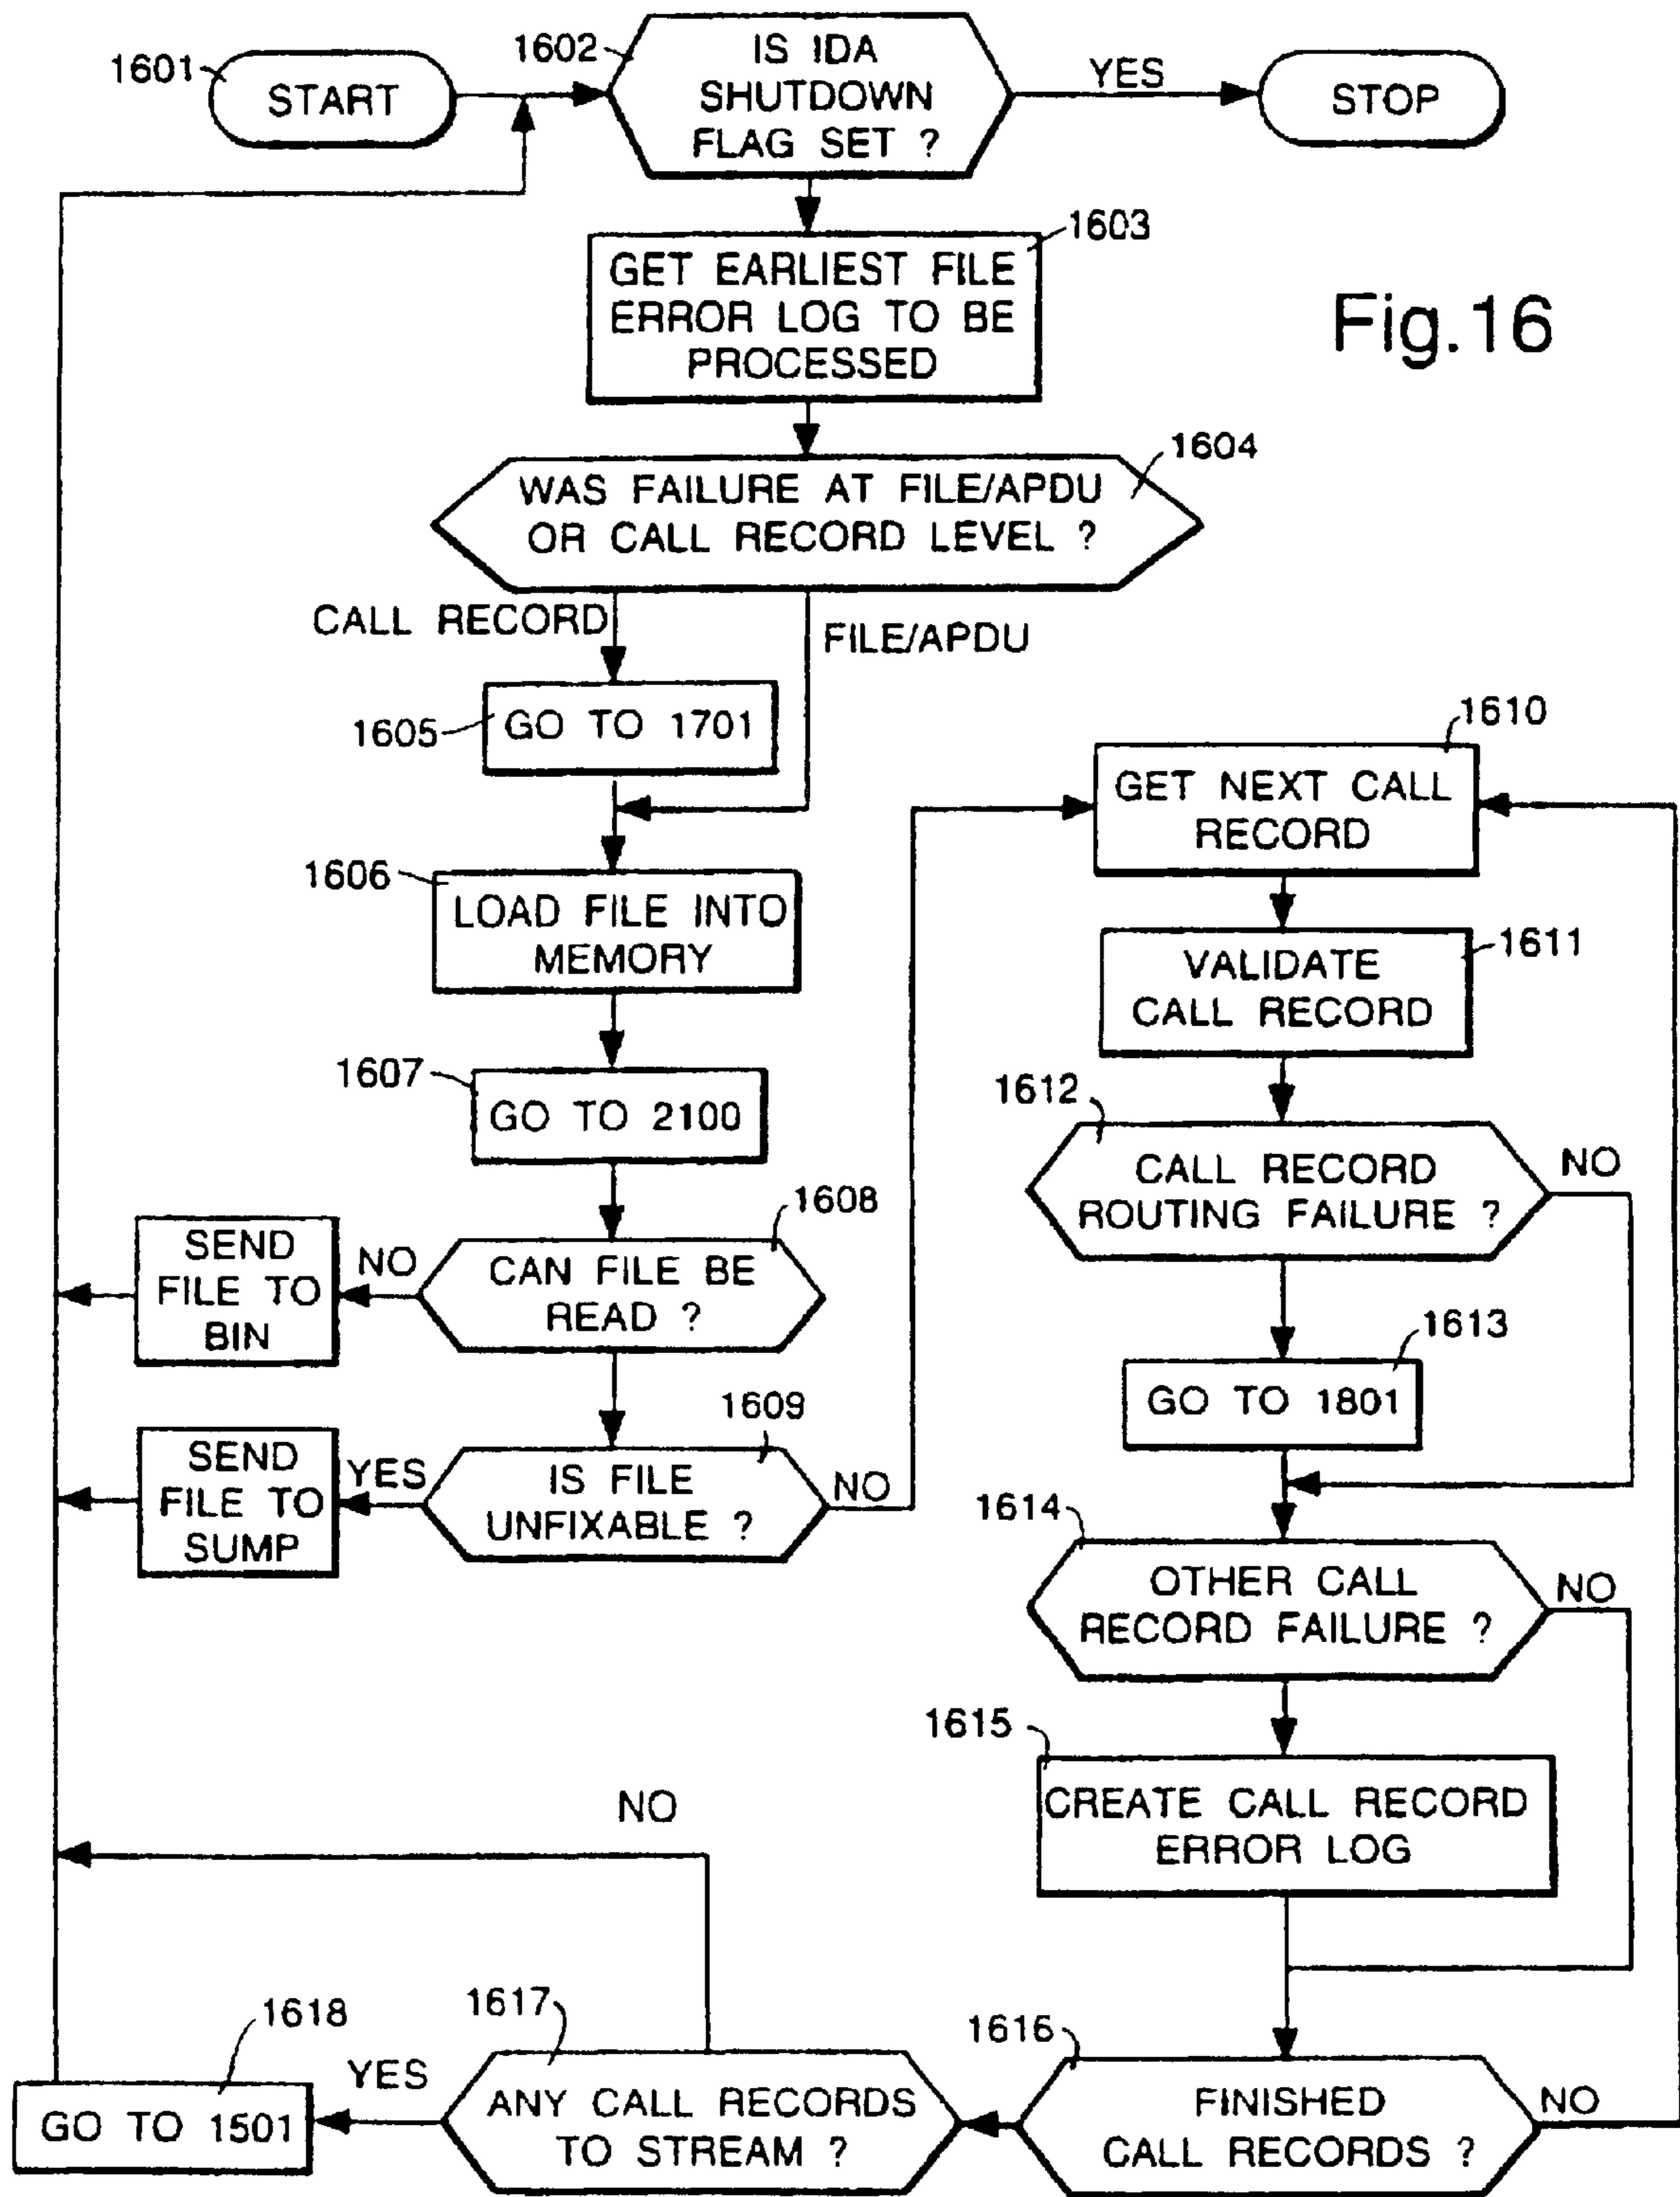 1601
START
1602
IS IDA
SHUTDOWN
FLAG SET ?
YES
STOP
1603
GET EARLIEST FILE
ERROR LOG TO BE
PROCESSED
Fig.16
1604
WAS FAILURE AT FILE/APDU
OR CALL RECORD LEVEL ?
CALL RECORD
FILE/APDU
1605
GO TO 1701
1606
LOAD FILE INTO
MEMORY
1607
GO TO 2100
1608
CAN FILE BE
READ ?
NO
SEND
FILE TO
BIN
1609
IS FILE
UNFIXABLE ?
YES
SEND
FILE TO
SUMP
NO
1610
GET NEXT CALL
RECORD
1611
VALIDATE
CALL RECORD
1612
CALL RECORD
ROUTING FAILURE ?
NO
1613
GO TO 1801
1614
OTHER CALL
RECORD FAILURE ?
NO
1615
CREATE CALL RECORD
ERROR LOG
1616
FINISHED
CALL RECORDS ?
NO
1617
ANY CALL RECORDS
TO STREAM ?
NO
YES
1618
GO TO 1501